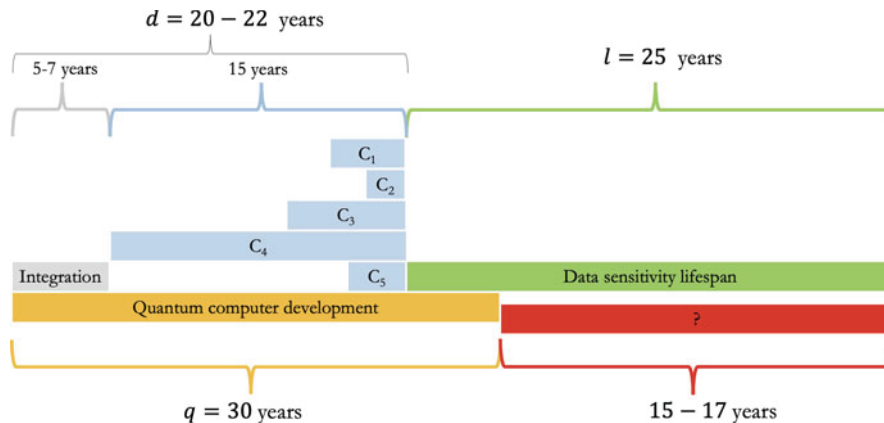 d = 20 − 22 years
5-7 years
15 years
l = 25 years
C₁
C₂
C₃
C₄
Integration
C₅
Data sensitivity lifespan
Quantum computer development
?
q = 30 years
15 − 17 years